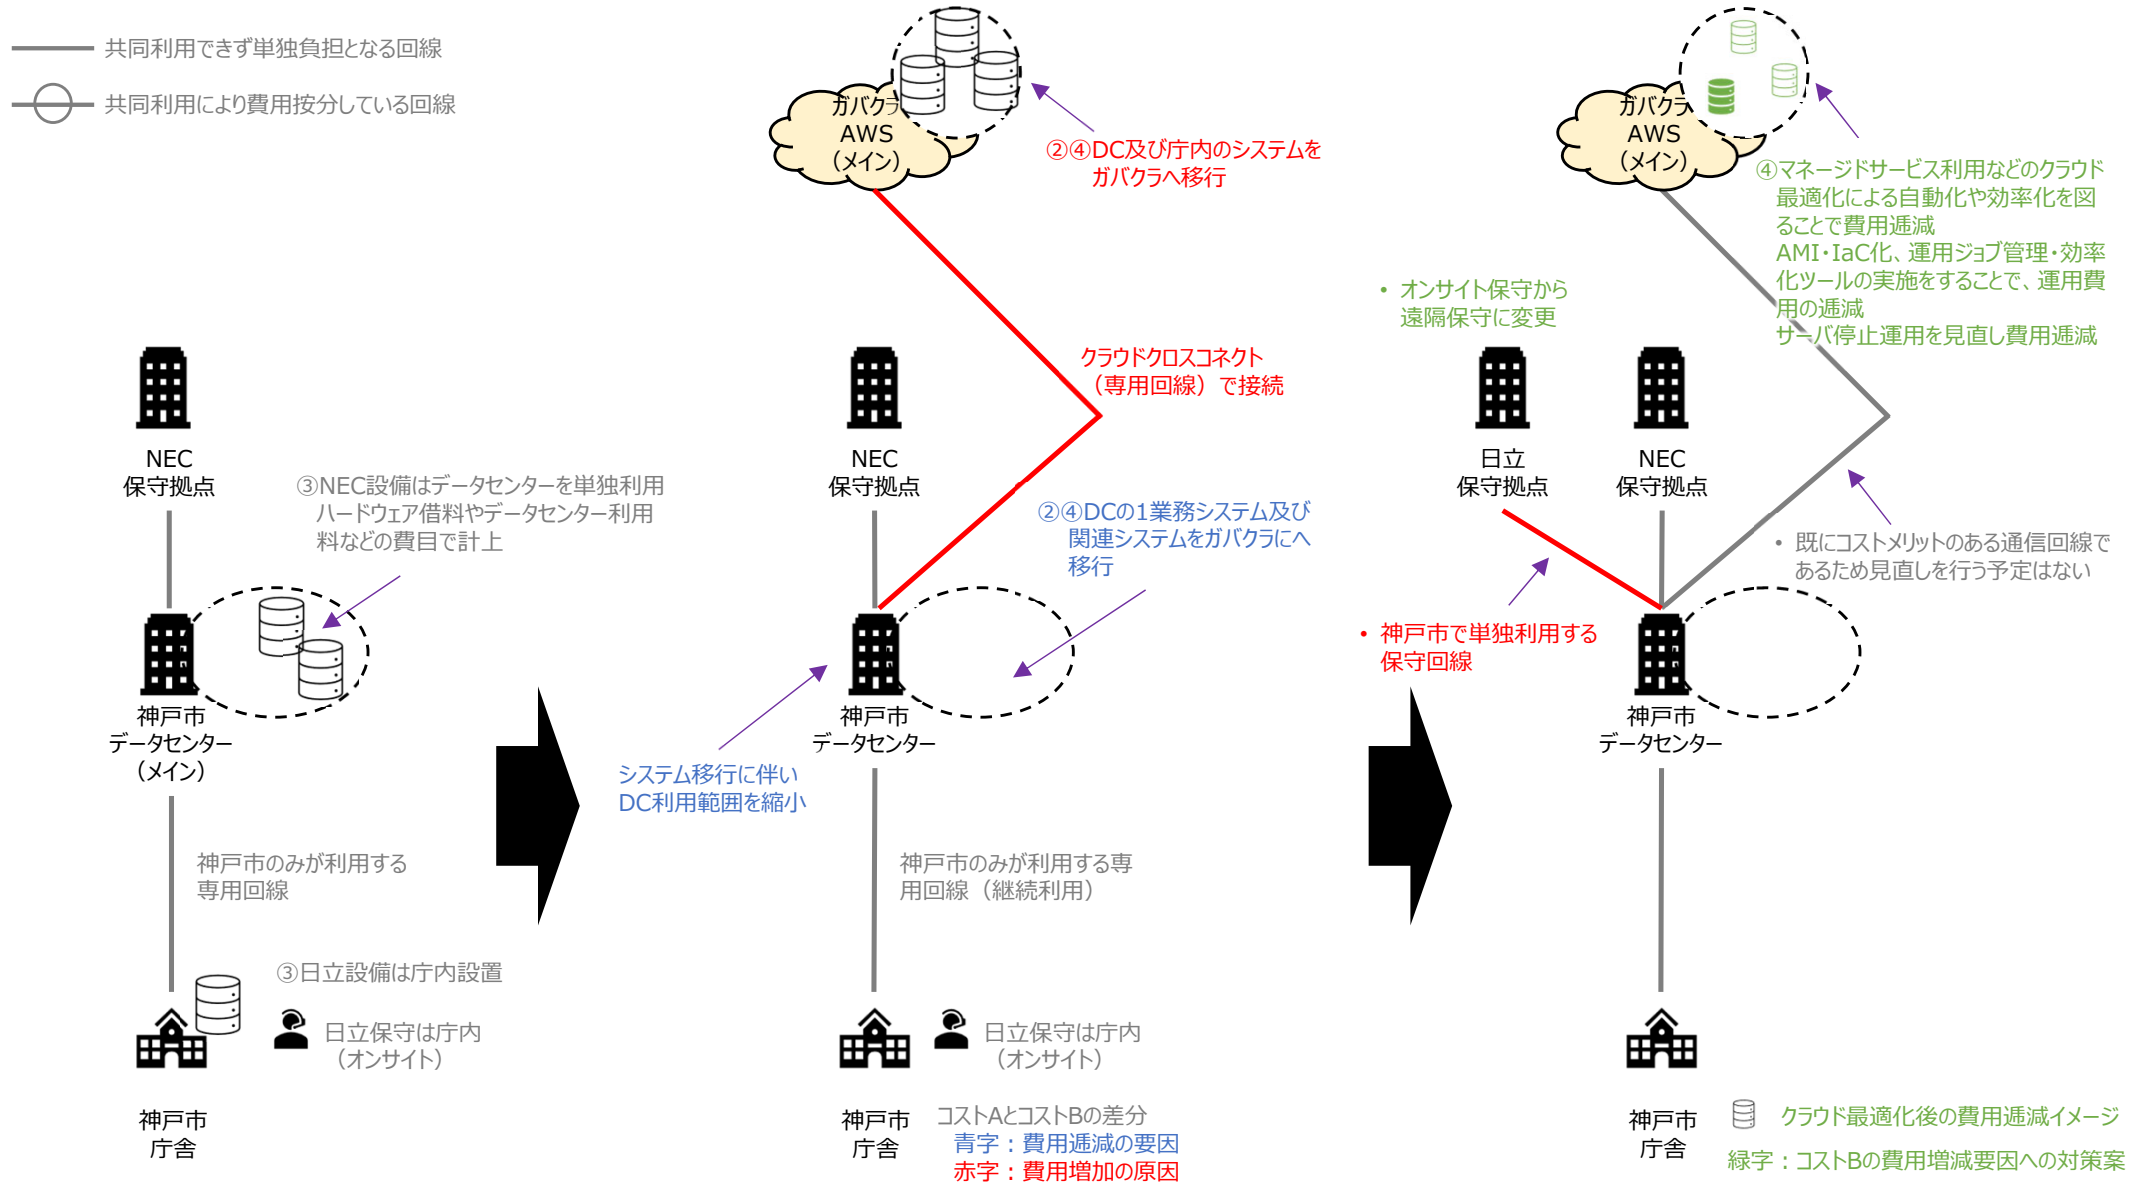 共同利用できず単独負担となる回線
共同利用により費用按分している回線
NEC
保守拠点
③NEC設備はデータセンターを単独利用
ハードウェア借料やデータセンター利用
料などの費目で計上
神戸市
データセンター
（メイン）
神戸市のみが利用する
専用回線
③日立設備は庁内設置
日立保守は庁内
（オンサイト）
神戸市
庁舎
ガバクラ
AWS
（メイン）
②④DC及び庁内のシステムを
ガバクラへ移行
クラウドクロスコネクト
（専用回線）で接続
NEC
保守拠点
②④DCの1業務システム及び
関連システムをガバクラにへ
移行
神戸市
データセンター
システム移行に伴い
DC利用範囲を縮小
神戸市のみが利用する専
用回線（継続利用）
日立保守は庁内
（オンサイト）
神戸市
庁舎
コストAとコストBの差分
青字：費用逓減の要因
赤字：費用増加の原因
ガバクラ
AWS
（メイン）
④マネージドサービス利用などのクラウド
最適化による自動化や効率化を図
ることで費用逓減
AMI・IaC化、運用ジョブ管理・効率
化ツールの実施をすることで、運用費
用の逓減
サーバ停止運用を見直し費用逓減
• オンサイト保守から
遠隔保守に変更
日立
保守拠点
NEC
保守拠点
• 既にコストメリットのある通信回線で
あるため見直しを行う予定はない
• 神戸市で単独利用する
保守回線
神戸市
データセンター
神戸市
庁舎
クラウド最適化後の費用逓減イメージ
緑字：コストBの費用増減要因への対策案